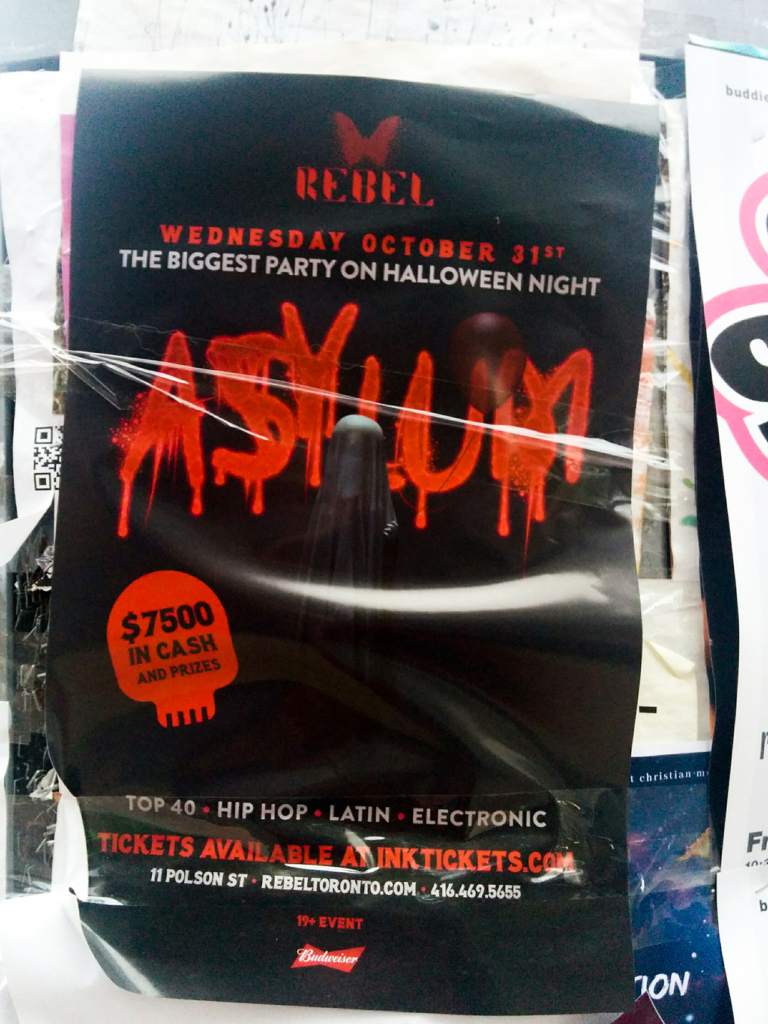 REBEL
WEDNESDAY OCTOBER 31ST
THE BIGGEST PARTY ON HALLOWEEN NIGHT
ASYLUM
$7500
IN CASH
AND PRIZES
TOP 40 • HIP HOP • LATIN • ELECTRONIC
TICKETS AVAILABLE AT INKTICKETS.COM
11 POLSON ST • REBELTORONTO.COM • 416.469.5655
19+ EVENT
Budweiser
buddie
t christian
Fr